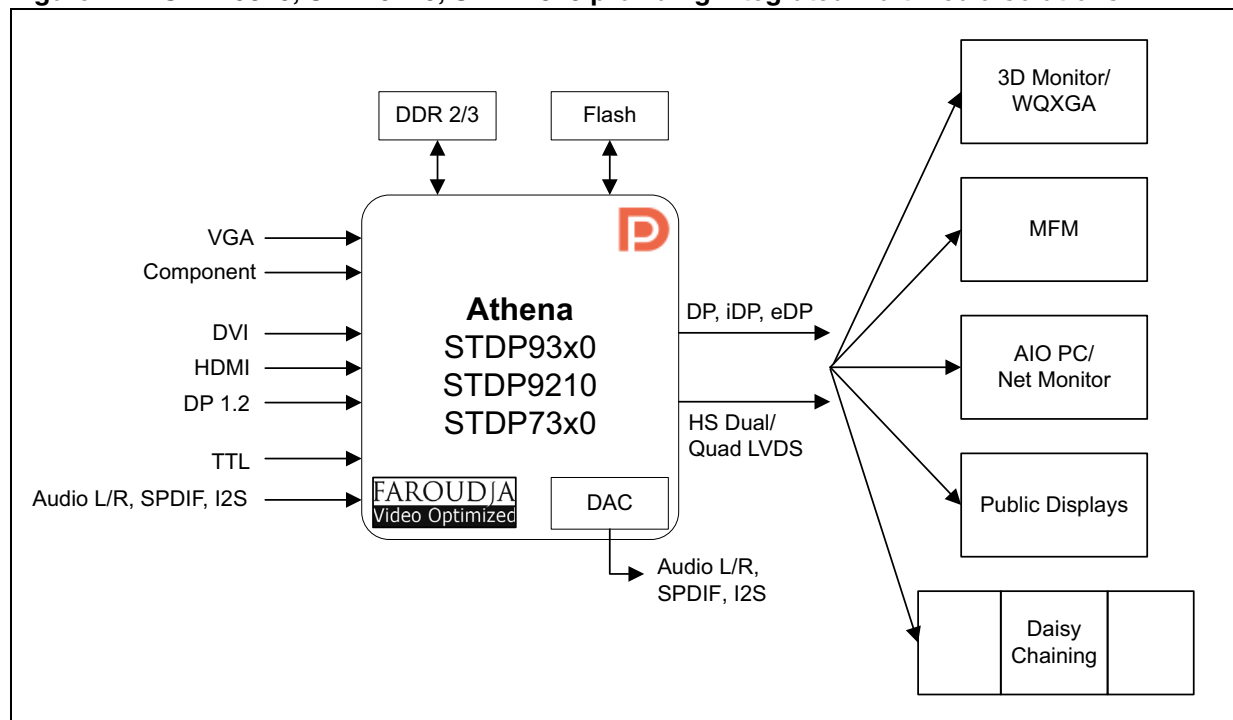 DDR 2/3
Flash
3D Monitor/
WQXGA
VGA
Component
MFM
Athena
STDP93x0
STDP9210
STDP73x0
DP, iDP, eDP
DVI
HDMI
DP 1.2
AIO PC/
Net Monitor
HS Dual/
Quad LVDS
TTL
Audio L/R, SPDIF, I2S
FAROUDJA
Video Optimized
DAC
Public Displays
Audio L/R,
SPDIF, I2S
Daisy
Chaining